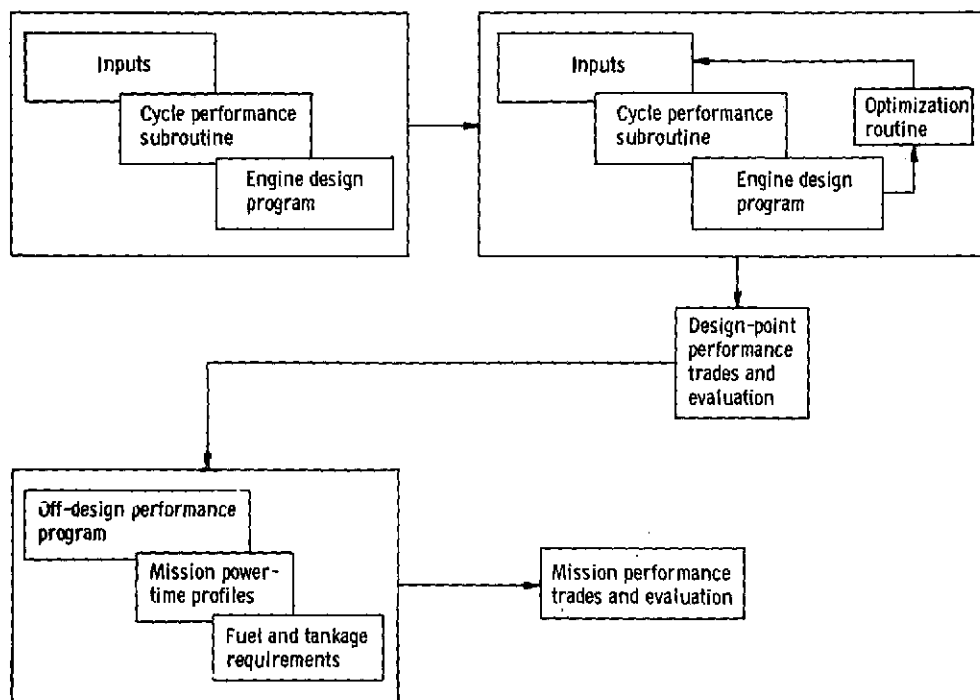 Inputs
Cycle performance
subroutine
Engine design
program
Inputs
Cycle performance
subroutine
Engine design
program
Optimization
routine
Design-point
performance
trades and
evaluation
Off-design performance
program
Mission power-
time profiles
Fuel and tankage
requirements
Mission performance
trades and evaluation